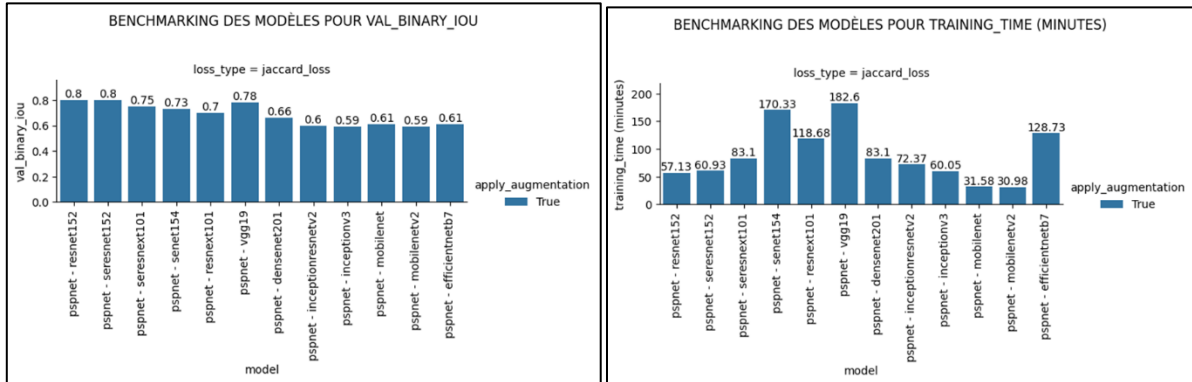 BENCHMARKING DES MODÈLES POUR VAL_BINARY_IOU
loss_type = jaccard_loss
val_binary_iou
0.8
0.6
0.4
0.2
0.0
0.8
0.8
0.75
0.73
0.7
0.78
0.66
0.6
0.59
0.61
0.59
0.61
apply_augmentation
True
pspnet - resnet152
pspnet - seresnet152
pspnet - seresnext101
pspnet - senet154
pspnet - resnext101
pspnet - vgg19
pspnet - densenet201
pspnet - inceptionresnetv2
pspnet - inceptionv3
pspnet - mobilenet
pspnet - mobilenetv2
pspnet - efficientnetb7
model
BENCHMARKING DES MODÈLES POUR TRAINING_TIME (MINUTES)
loss_type = jaccard_loss
training_time (minutes)
200
150
100
50
0
57.13
60.93
83.1
170.33
118.68
182.6
83.1
72.37
60.05
31.58
30.98
128.73
apply_augmentation
True
pspnet - resnet152
pspnet - seresnet152
pspnet - seresnext101
pspnet - senet154
pspnet - resnext101
pspnet - vgg19
pspnet - densenet201
pspnet - inceptionresnetv2
pspnet - inceptionv3
pspnet - mobilenet
pspnet - mobilenetv2
pspnet - efficientnetb7
model